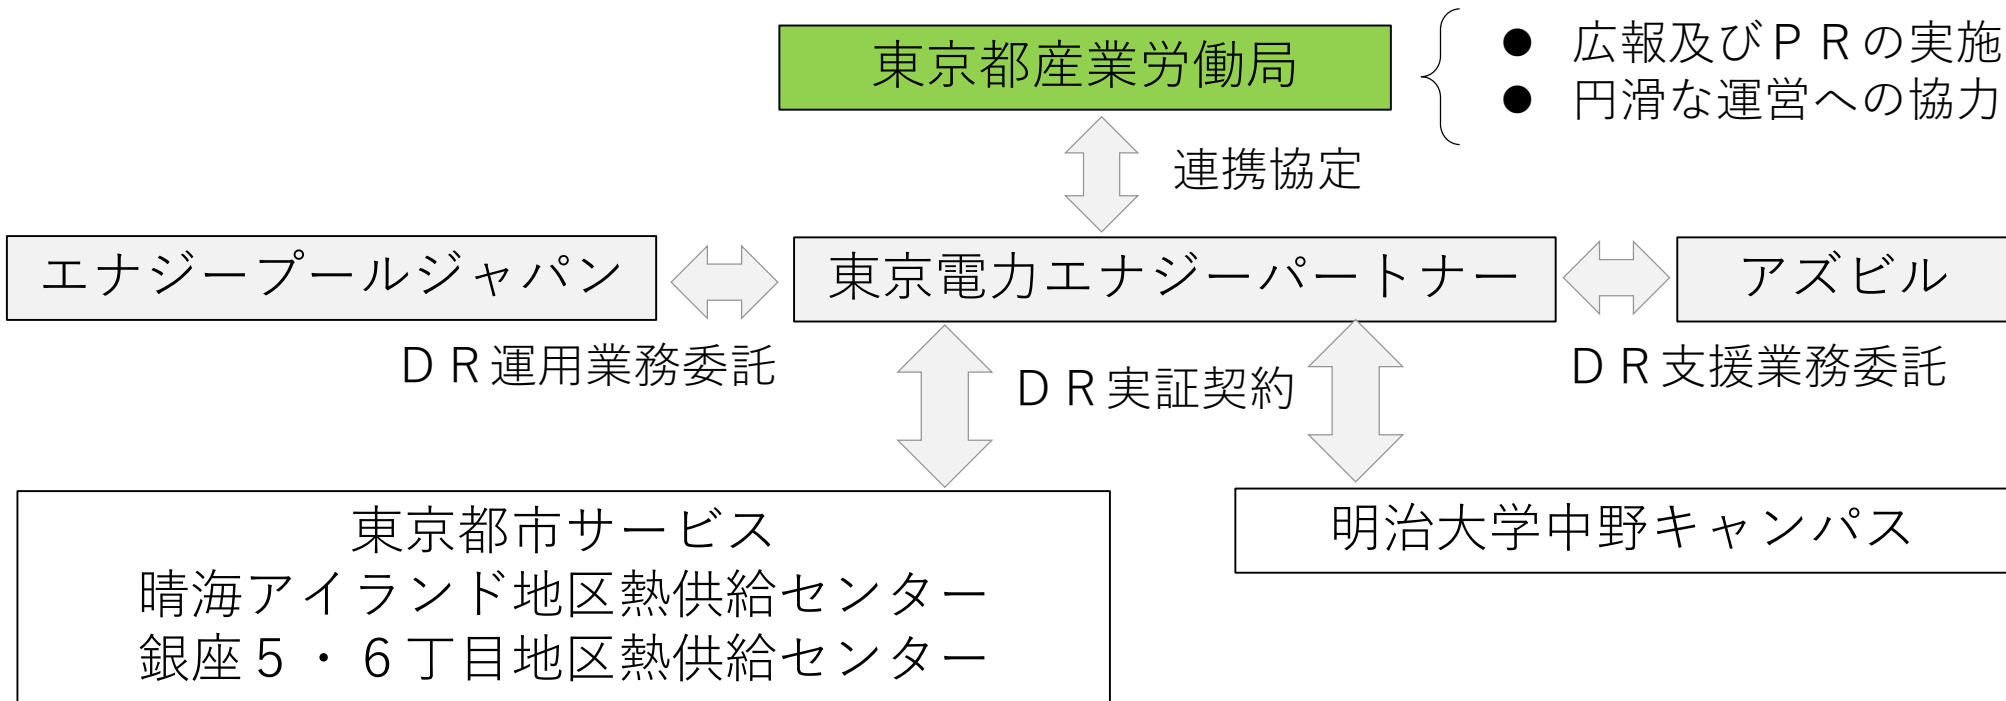 東京都産業労働局
● 広報及びＰＲの実施
● 円滑な運営への協力
連携協定
エナジープールジャパン
東京電力エナジーパートナー
アズビル
ＤＲ運用業務委託
ＤＲ実証契約
ＤＲ支援業務委託
東京都市サービス
晴海アイランド地区熱供給センター
銀座５・６丁目地区熱供給センター
明治大学中野キャンパス